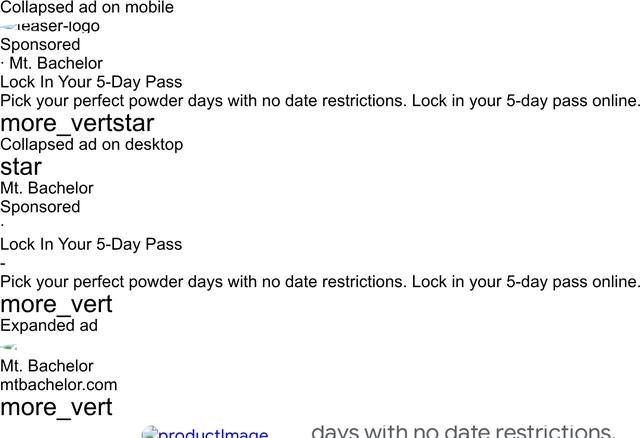 Collapsed ad on mobile
teaser-logo
Sponsored
· Mt. Bachelor
Lock In Your 5-Day Pass
Pick your perfect powder days with no date restrictions. Lock in your 5-day pass online.
more_vertstar
Collapsed ad on desktop
star
Mt. Bachelor
Sponsored
·
Lock In Your 5-Day Pass
-
Pick your perfect powder days with no date restrictions. Lock in your 5-day pass online.
more_vert
Expanded ad
Mt. Bachelor
mtbachelor.com
more_vert
productImage
days with no date restrictions.